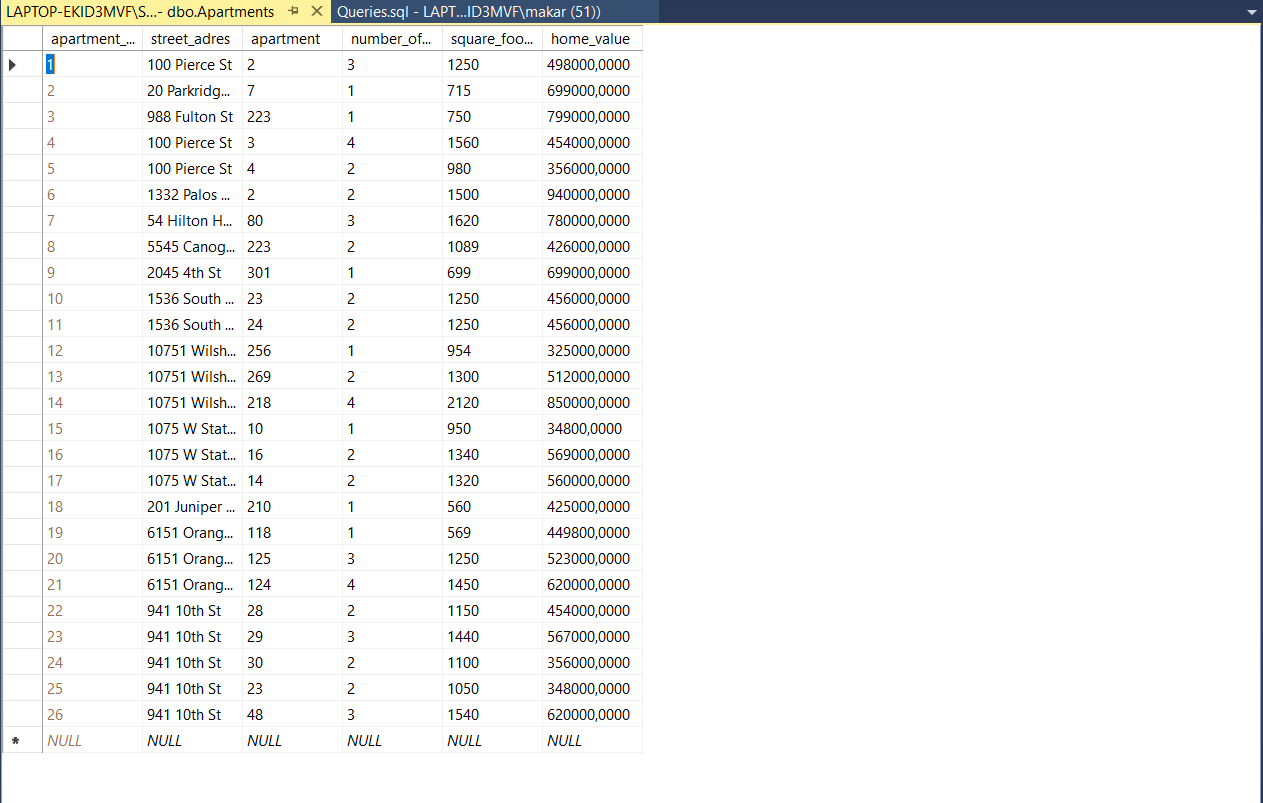 LAPTOP-EKID3MVF\S...- dbo.Apartments Queries.sql - LAPT...ID3MVF\makar (51))
apartment_... street_adres apartment number_of... square_foo... home_value
1 100 Pierce St 2 3 1250 498000,0000
2 20 Parkridg... 7 1 715 699000,0000
3 988 Fulton St 223 1 750 799000,0000
4 100 Pierce St 3 4 1560 454000,0000
5 100 Pierce St 4 2 980 356000,0000
6 1332 Palos ... 2 2 1500 940000,0000
7 54 Hilton H... 80 3 1620 780000,0000
8 5545 Canog... 223 2 1089 426000,0000
9 2045 4th St 301 1 699 699000,0000
10 1536 South ... 23 2 1250 456000,0000
11 1536 South ... 24 2 1250 456000,0000
12 10751 Wilsh... 256 1 954 325000,0000
13 10751 Wilsh... 269 2 1300 512000,0000
14 10751 Wilsh... 218 4 2120 850000,0000
15 1075 W Stat... 10 1 950 34800,0000
16 1075 W Stat... 16 2 1340 569000,0000
17 1075 W Stat... 14 2 1320 560000,0000
18 201 Juniper ... 210 1 560 425000,0000
19 6151 Orang... 118 1 569 449800,0000
20 6151 Orang... 125 3 1250 523000,0000
21 6151 Orang... 124 4 1450 620000,0000
22 941 10th St 28 2 1150 454000,0000
23 941 10th St 29 3 1440 567000,0000
24 941 10th St 30 2 1100 356000,0000
25 941 10th St 23 2 1050 348000,0000
26 941 10th St 48 3 1540 620000,0000
NULL NULL NULL NULL NULL NULL